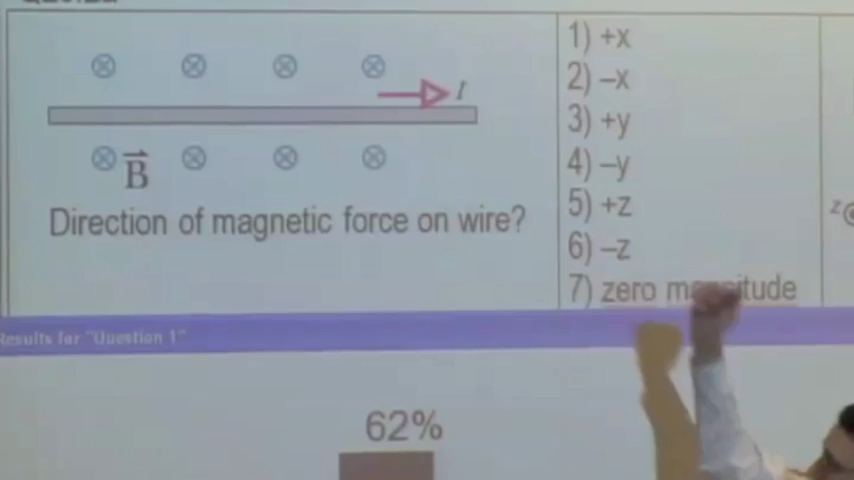 I
B
Direction of magnetic force on wire?
1) +x
2) –x
3) +y
4) –y
5) +z
6) –z
7) zero magnitude
z
Results for "Question 1"
62%